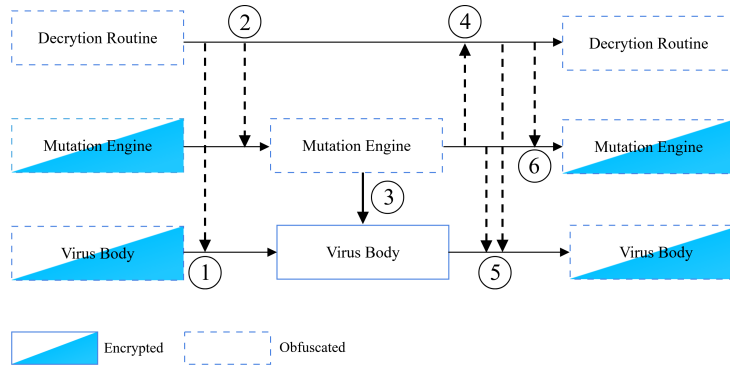 2
4
Decrytion Routine
Decrytion Routine
Mutation Engine
Mutation Engine
Mutation Engine
6
3
Virus Body
Virus Body
Virus Body
1
5
Encrypted
Obfuscated